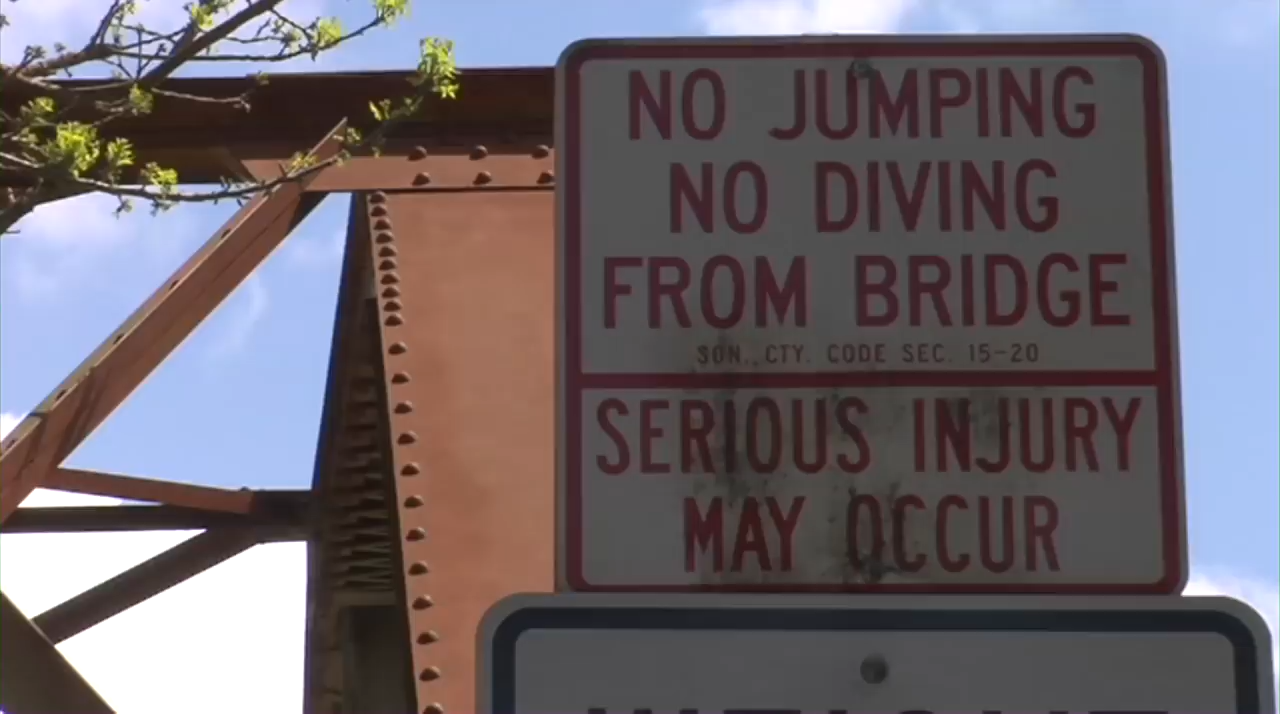 NO JUMPING
NO DIVING
FROM BRIDGE
SON. CTY. CODE SEC. 15-20
SERIOUS INJURY
MAY OCCUR